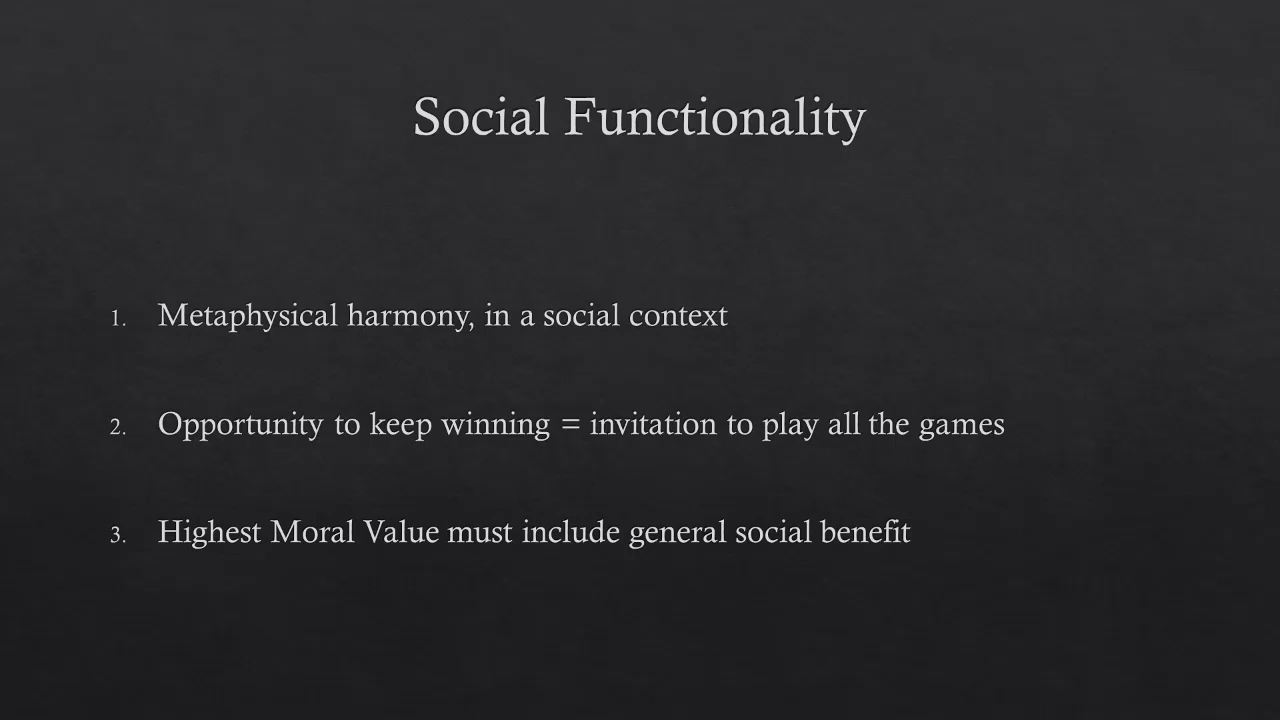 Social Functionality
1. Metaphysical harmony, in a social context
2. Opportunity to keep winning = invitation to play all the games
3. Highest Moral Value must include general social benefit